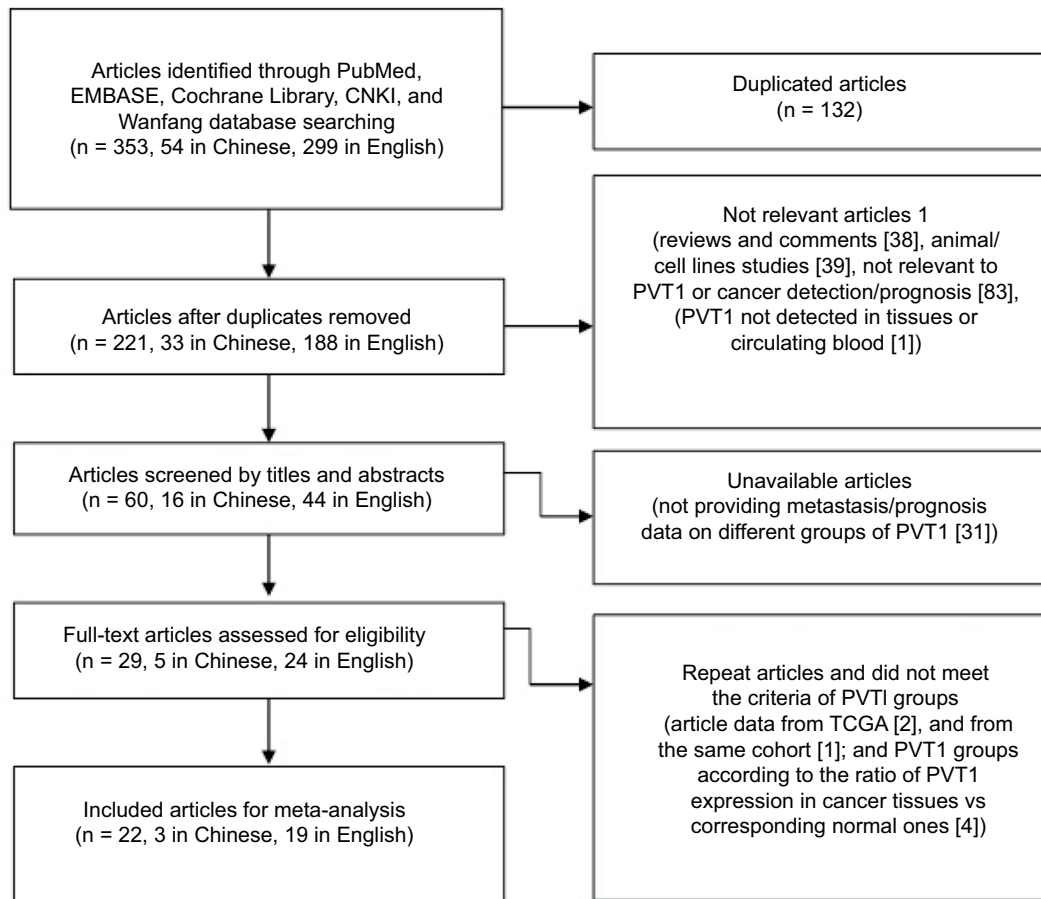 Articles identified through PubMed,
EMBASE, Cochrane Library, CNKI, and
Wanfang database searching
(n = 353, 54 in Chinese, 299 in English)
Duplicated articles
(n = 132)
Articles after duplicates removed
(n = 221, 33 in Chinese, 188 in English)
Not relevant articles 1
(reviews and comments [38], animal/
cell lines studies [39], not relevant to
PVT1 or cancer detection/prognosis [83],
(PVT1 not detected in tissues or
circulating blood [1])
Articles screened by titles and abstracts
(n = 60, 16 in Chinese, 44 in English)
Unavailable articles
(not providing metastasis/prognosis
data on different groups of PVT1 [31])
Full-text articles assessed for eligibility
(n = 29, 5 in Chinese, 24 in English)
Repeat articles and did not meet
the criteria of PVTI groups
(article data from TCGA [2], and from
the same cohort [1]; and PVT1 groups
according to the ratio of PVT1
expression in cancer tissues vs
corresponding normal ones [4])
Included articles for meta-analysis
(n = 22, 3 in Chinese, 19 in English)